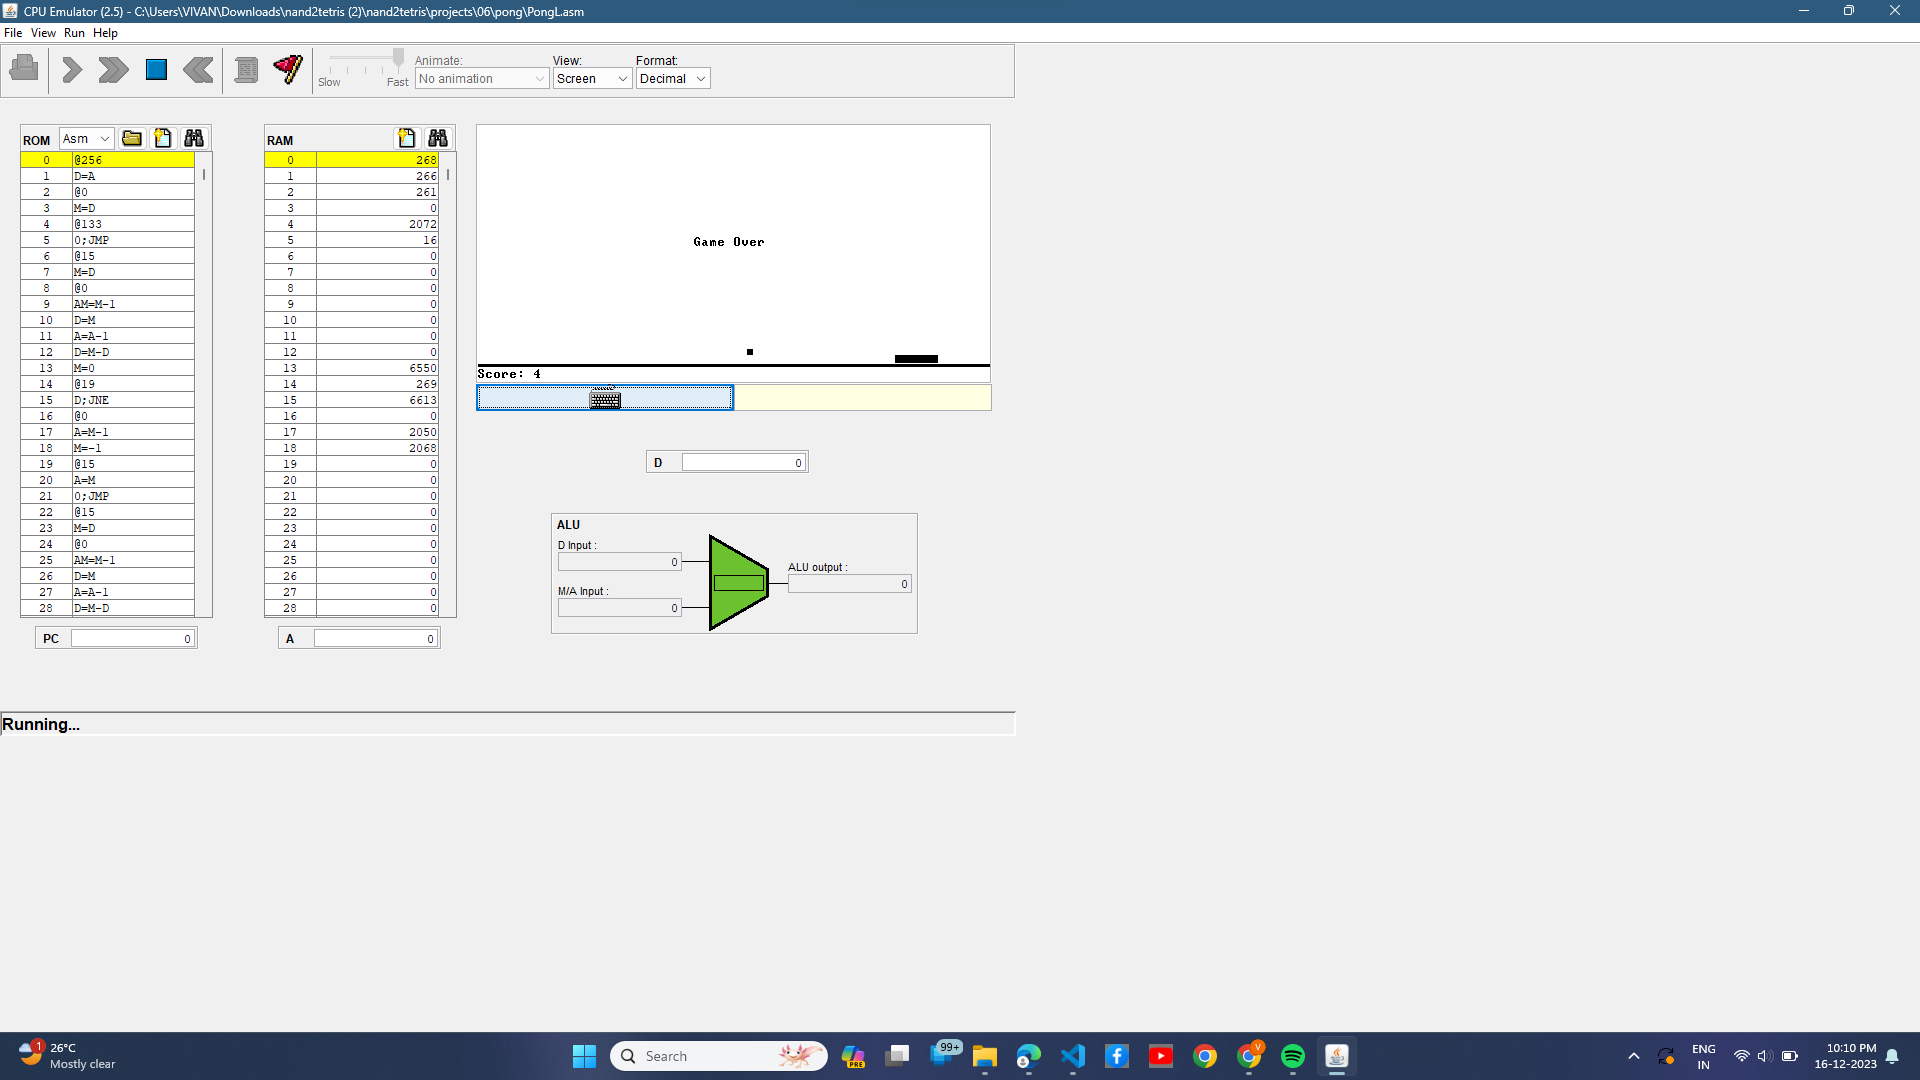 CPU Emulator (2.5) - C:\Users\VIVAN\Downloads\nand2tetris (2)\nand2tetris\projects\06\pong\PongL.asm
File View Run Help
Slow Fast
Animate:
No animation
View:
Screen
Format:
Decimal
ROM Asm
0 @256
1 D=A
2 @0
3 M=D
4 @133
5 0;JMP
6 @15
7 M=D
8 @0
9 AM=M-1
10 D=M
11 A=A-1
12 D=M-D
13 M=0
14 @19
15 D;JNE
16 @0
17 A=M-1
18 M=-1
19 @15
20 A=M
21 0;JMP
22 @15
23 M=D
24 @0
25 AM=M-1
26 D=M
27 A=A-1
28 D=M-D
PC 0
RAM
0 268
1 266
2 261
3 0
4 2072
5 16
6 0
7 0
8 0
9 0
10 0
11 0
12 0
13 6550
14 269
15 6613
16 0
17 2050
18 2068
19 0
20 0
21 0
22 0
23 0
24 0
25 0
26 0
27 0
28 0
A 0
Game Over
Score: 4
D 0
ALU
D Input :
0
M/A Input :
0
ALU output :
0
Running...
1
26°C
Mostly clear
Search
PRE
99+
V
ENG
IN
10:10 PM
16-12-2023